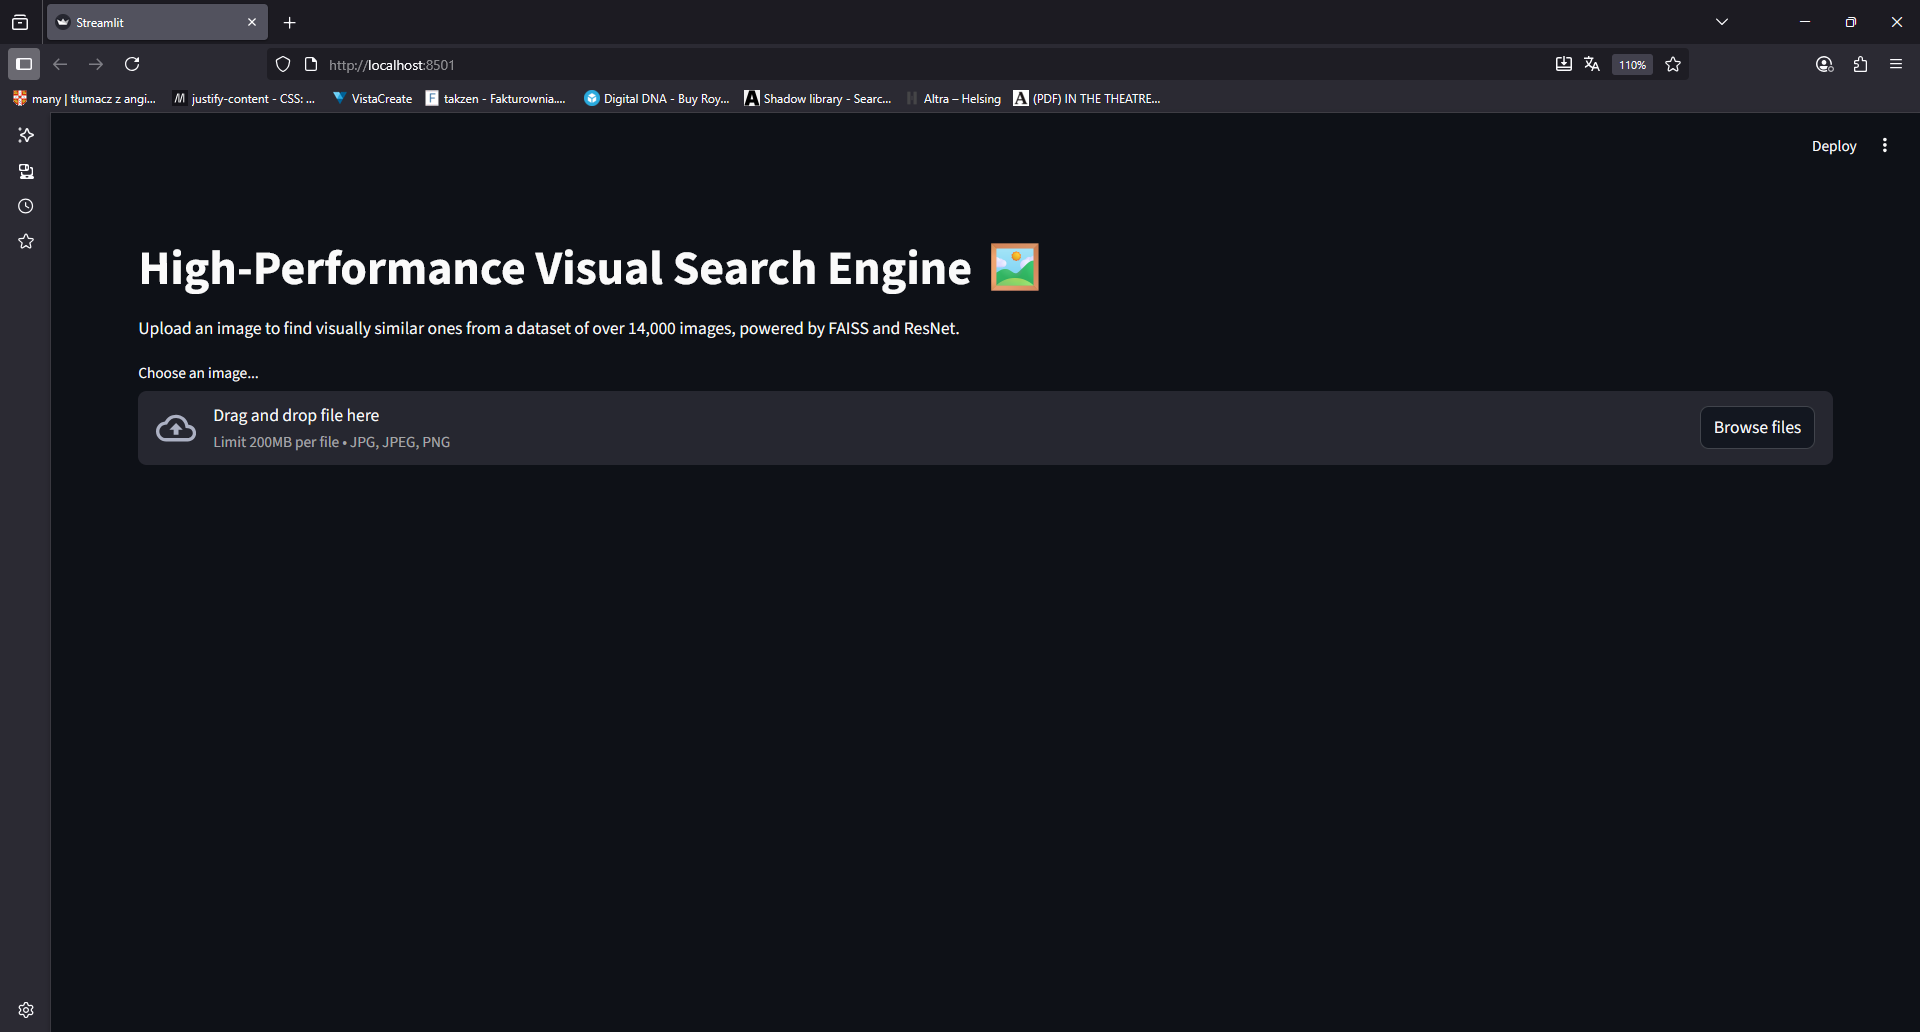 Streamlit
http://localhost:8501
110%
many | tłumacz z angi...
justify-content - CSS: ...
VistaCreate
takzen - Fakturownia....
Digital DNA - Buy Roy...
Shadow library - Searc...
Altra – Helsing
(PDF) IN THE THEATRE...
Deploy
High-Performance Visual Search Engine
Upload an image to find visually similar ones from a dataset of over 14,000 images, powered by FAISS and ResNet.
Choose an image...
Drag and drop file here
Limit 200MB per file • JPG, JPEG, PNG
Browse files